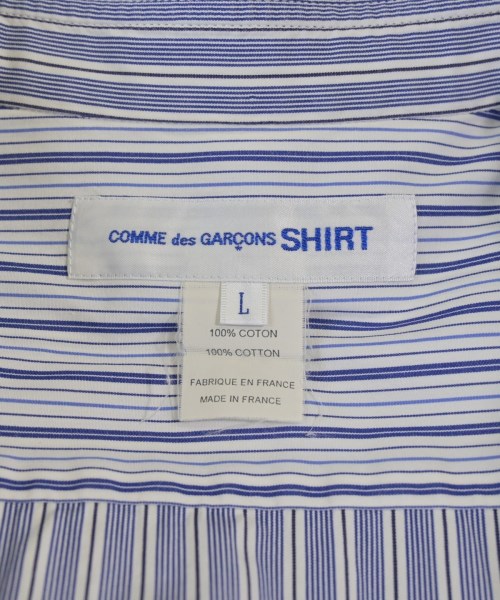 COMME des GARÇONS SHIRT
L
100% COTON
100% COTTON
FABRIQUE EN FRANCE
MADE IN FRANCE